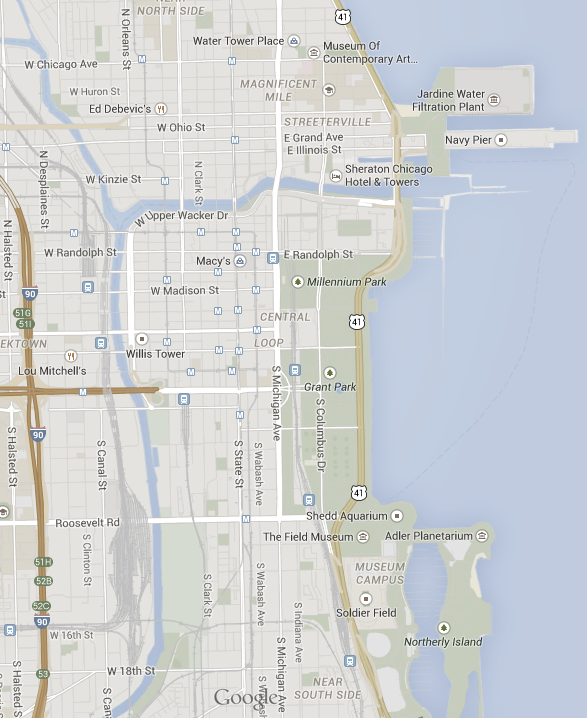 NEAR
NORTH SIDE
41
N Orleans St
N Clark St
Water Tower Place
Museum Of
Contemporary Art...
W Chicago Ave
M
M
W Huron St
MAGNIFICENT
MILE
Jardine Water
Filtration Plant
Ed Debevic's
STREETERVILLE
W Ohio St
E Grand Ave
E Illinois St
Navy Pier
M
M
N Desplaines St
N Clark St
Sheraton Chicago
Hotel & Towers
W Kinzie St
M
W Upper Wacker Dr
N Halsted St
M
M
M
W Randolph St
M
M
E Randolph St
Macy's
M
M
Millennium Park
W Madison St
M
90
51G
51I
CENTRAL
LOOP
41
M
M
EKTOWN
Willis Tower
M
M
Lou Mitchell's
M
M
M
Grant Park
S Michigan Ave
S Columbus Dr
M
90
S Halsted St
S Canal St
S State St
S Wabash Ave
41
Roosevelt Rd
M
Shedd Aquarium
The Field Museum
Adler Planetarium
S Clinton St
51H
52B
52C
90
S Clark St
S Wabash Ave
S Indiana Ave
MUSEUM
CAMPUS
Soldier Field
W 16th St
Northerly Island
S Halsted St
53
W 18th St
S Michigan Ave
NEAR
SOUTH SIDE
Google